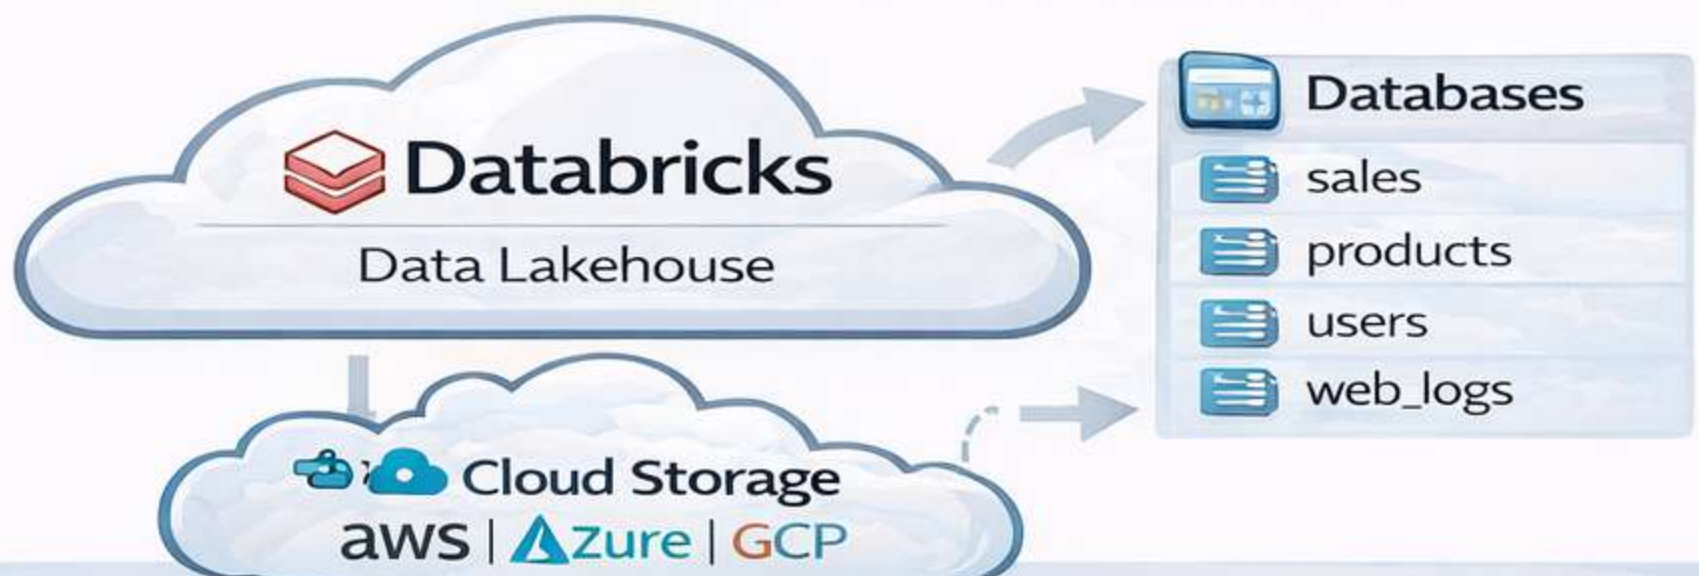 Databricks
Data Lakehouse
Cloud Storage
aws | Azure | GCP
Databases
sales
products
users
web_logs